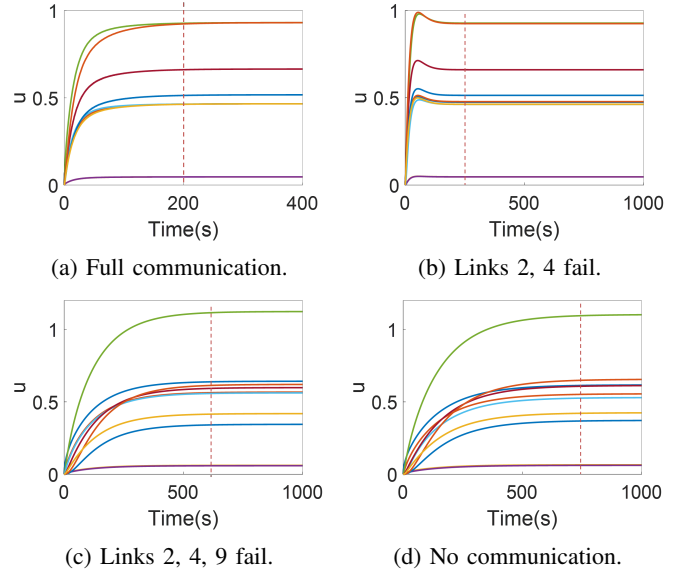 1
0.5
0
u
0 200 400
Time(s)
(a) Full communication.
1
0.5
0
u
0 500 1000
Time(s)
(b) Links 2, 4 fail.
1
0.5
0
u
0 500 1000
Time(s)
(c) Links 2, 4, 9 fail.
1
0.5
0
u
0 500 1000
Time(s)
(d) No communication.